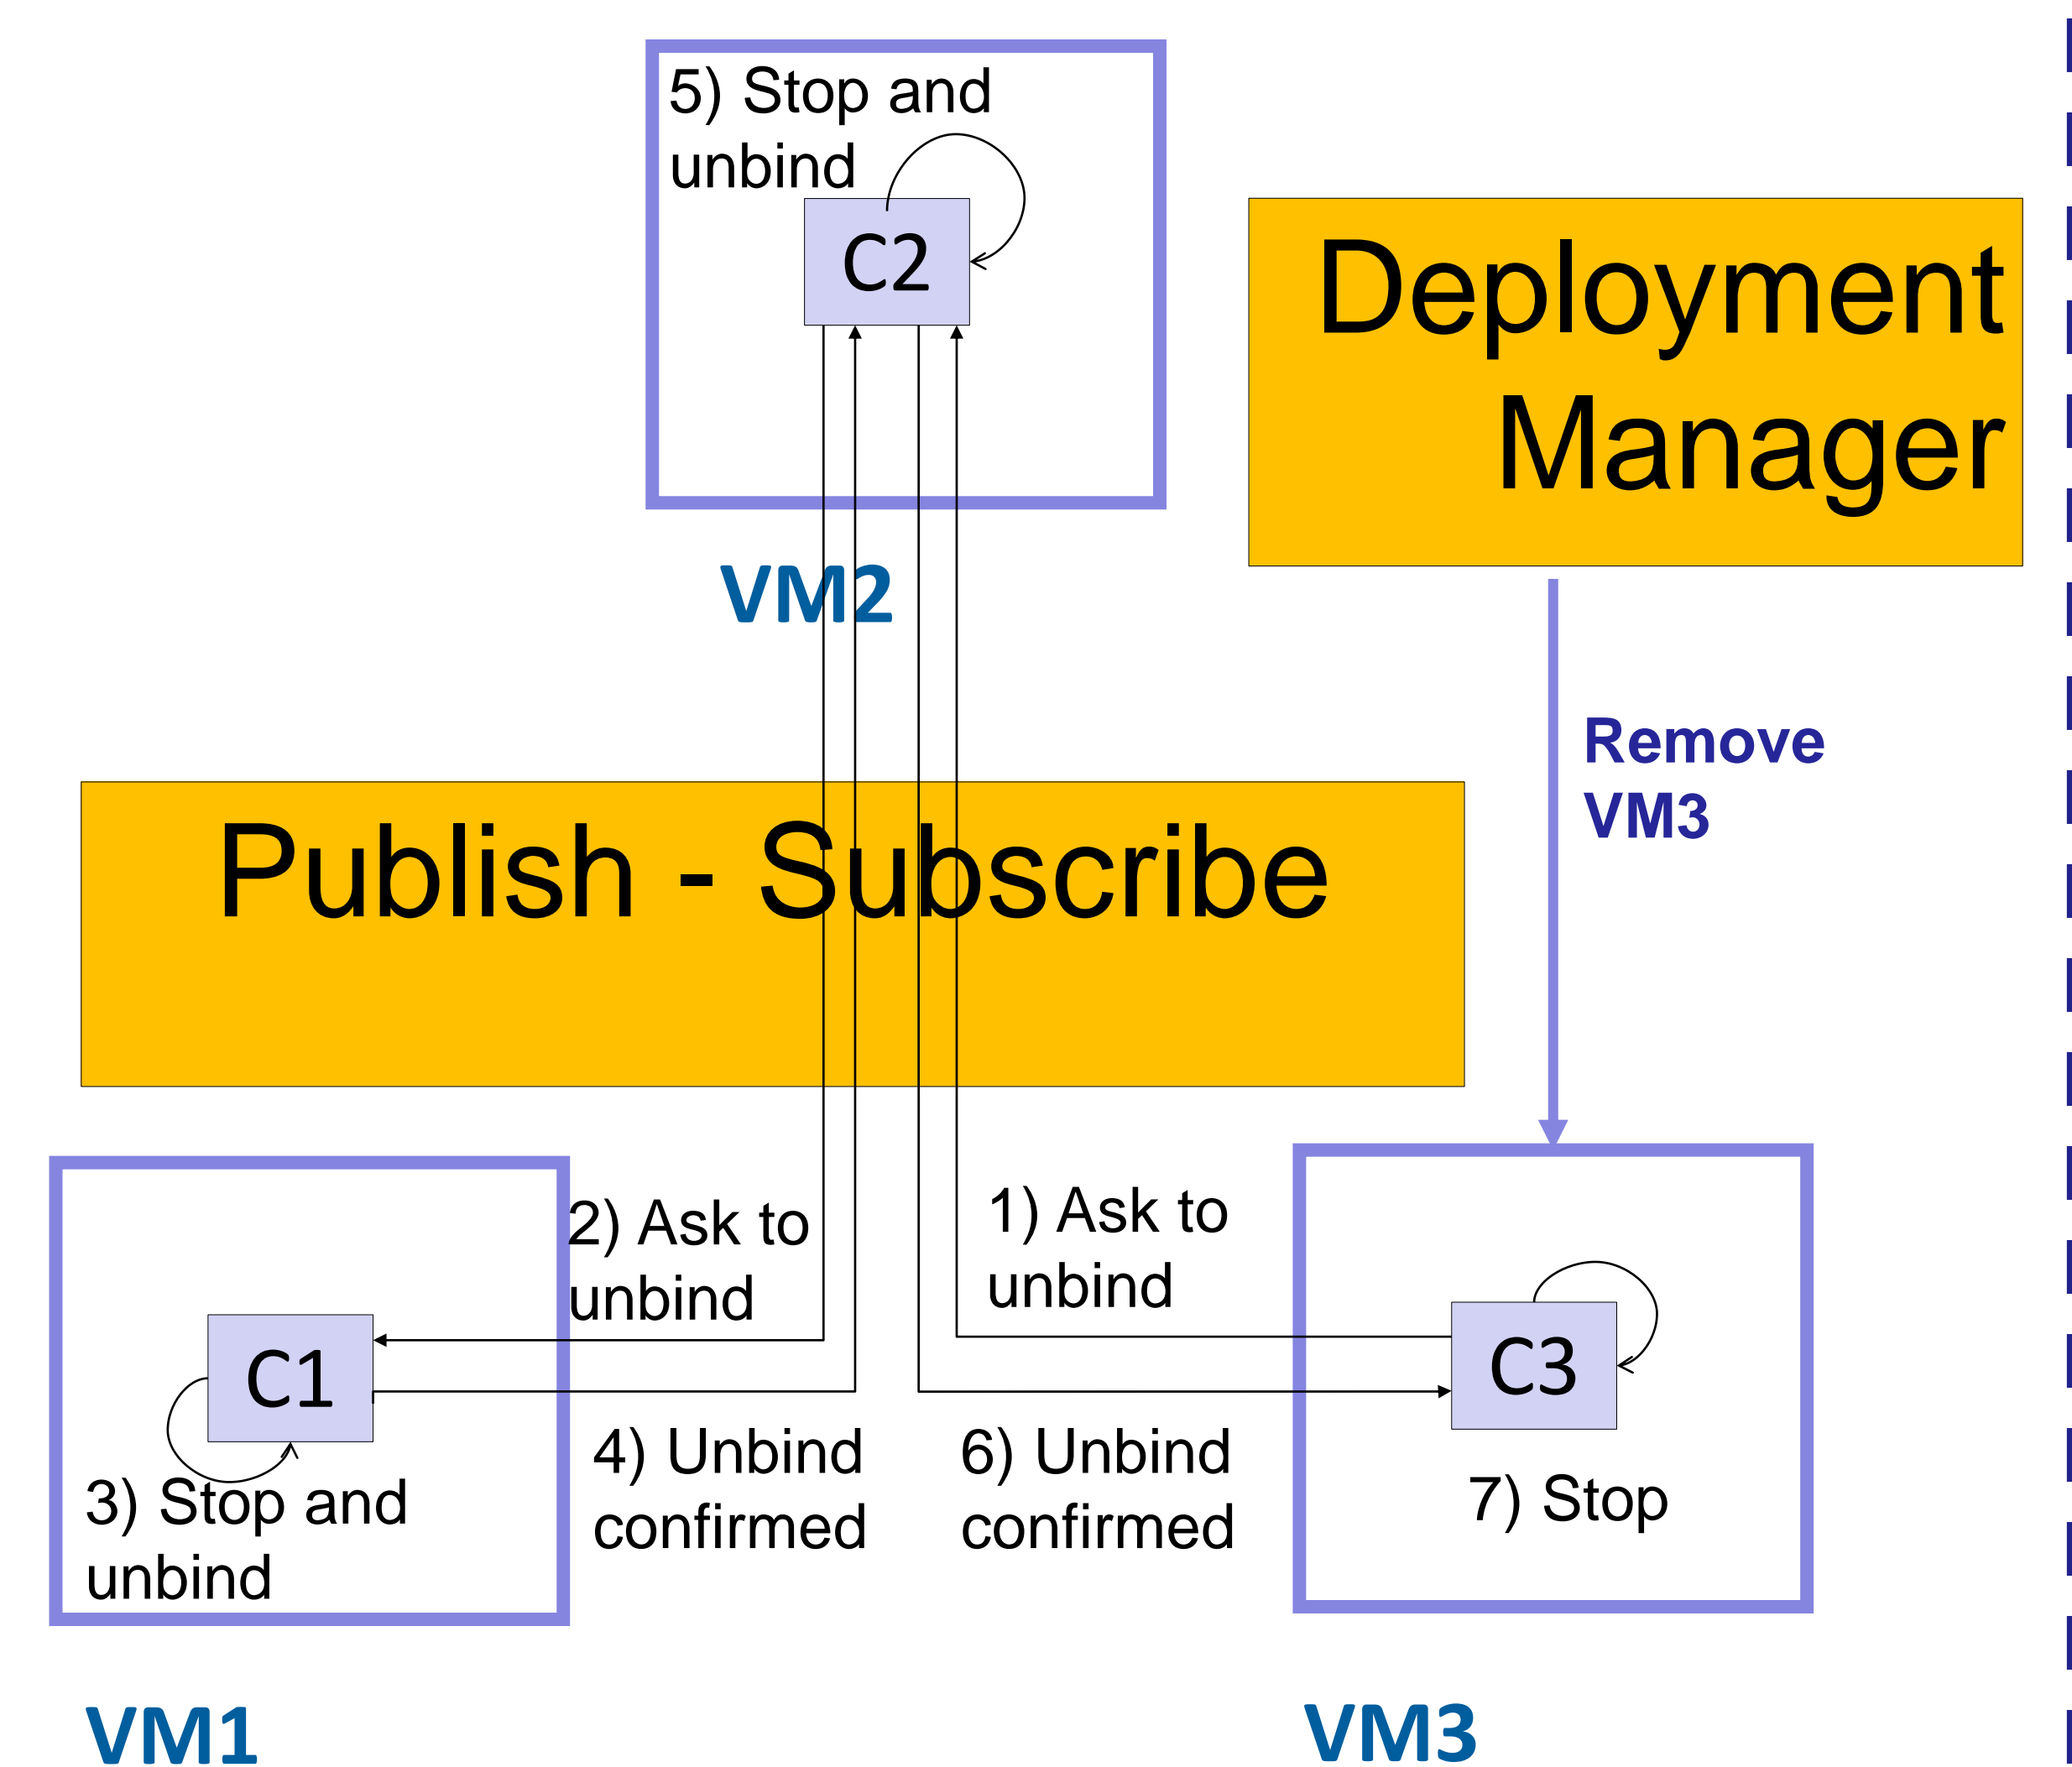 5) Stop and
unbind
C2
VM2
Deployment
Manager
Remove
VM3
Publish - Subscribe
2) Ask to
unbind
1) Ask to
unbind
C1
C3
3) Stop and
unbind
4) Unbind
confirmed
6) Unbind
confirmed
7) Stop
VM1
VM3